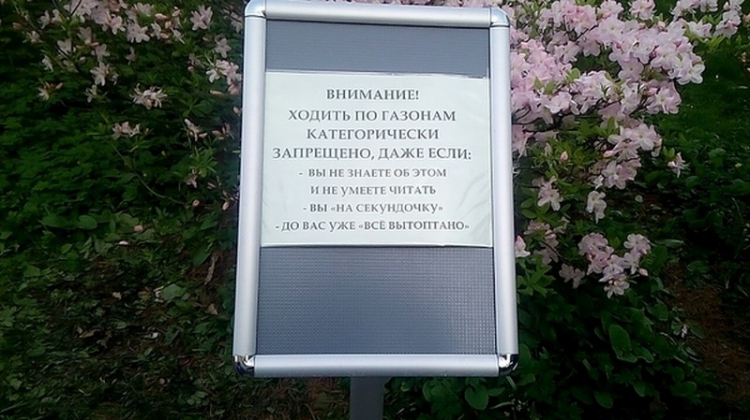 ВНИМАНИЕ!
ХОДИТЬ ПО ГАЗОНАМ
КАТЕГОРИЧЕСКИ
ЗАПРЕЩЕНО, ДАЖЕ ЕСЛИ:
- ВЫ НЕ ЗНАЕТЕ ОБ ЭТОМ
И НЕ УМЕЕТЕ ЧИТАТЬ
- ВЫ «НА СЕКУНДОЧКУ»
- ДО ВАС УЖЕ «ВСЁ ВЫТОПТАНО»